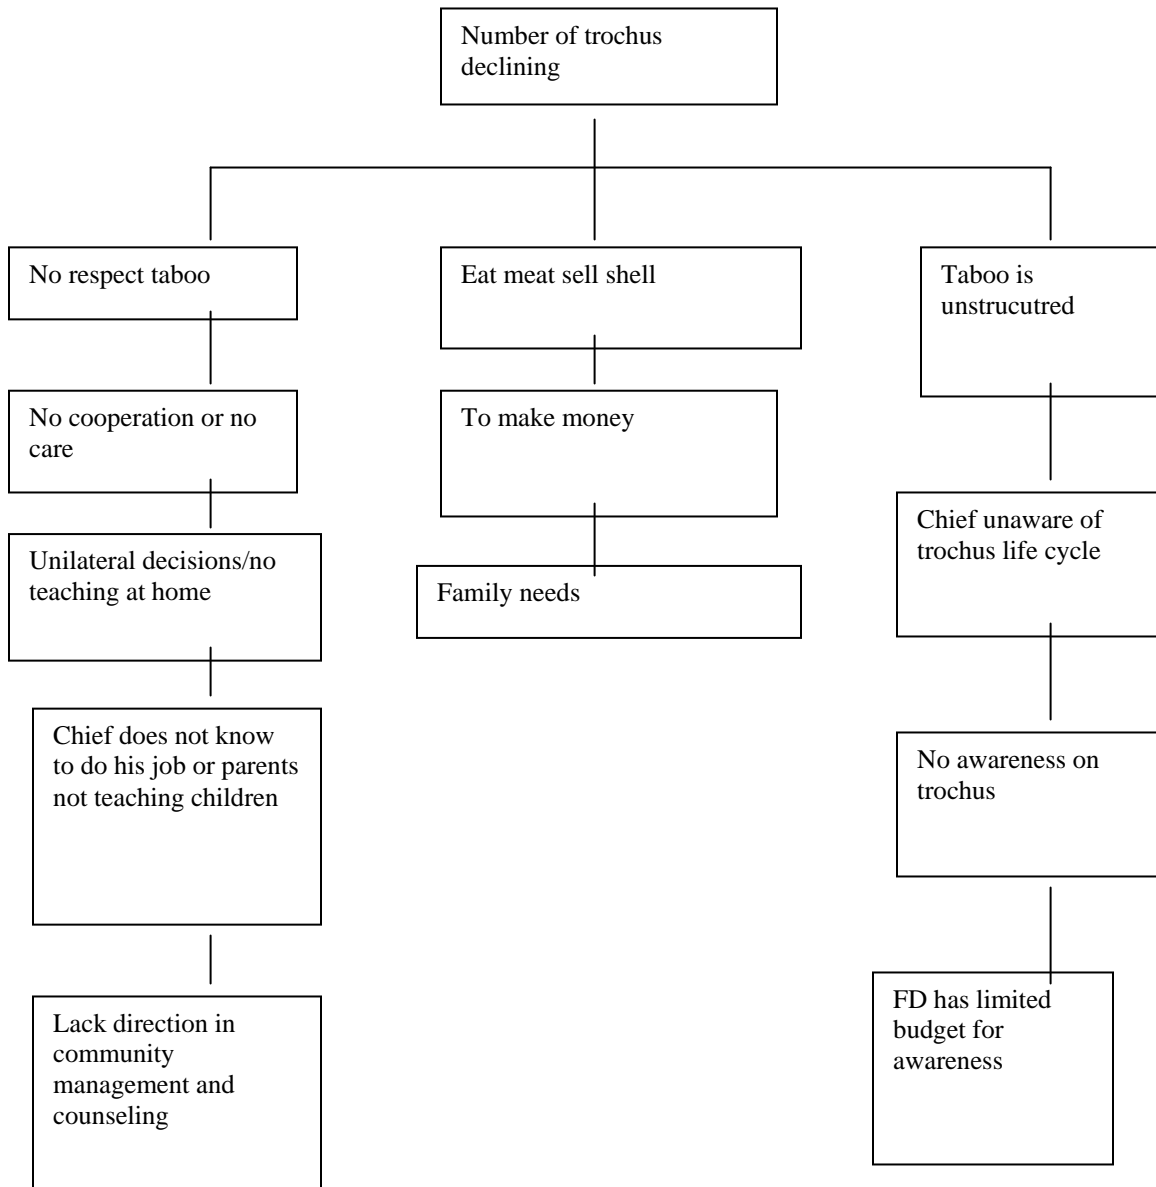 Number of trochus
declining
No respect taboo
Eat meat sell shell
Taboo is
unstrucutred
No cooperation or no
care
To make money
Chief unaware of
trochus life cycle
Unilateral decisions/no
teaching at home
Family needs
Chief does not know
to do his job or parents
not teaching children
No awareness on
trochus
Lack direction in
community
management and
counseling
FD has limited
budget for
awareness